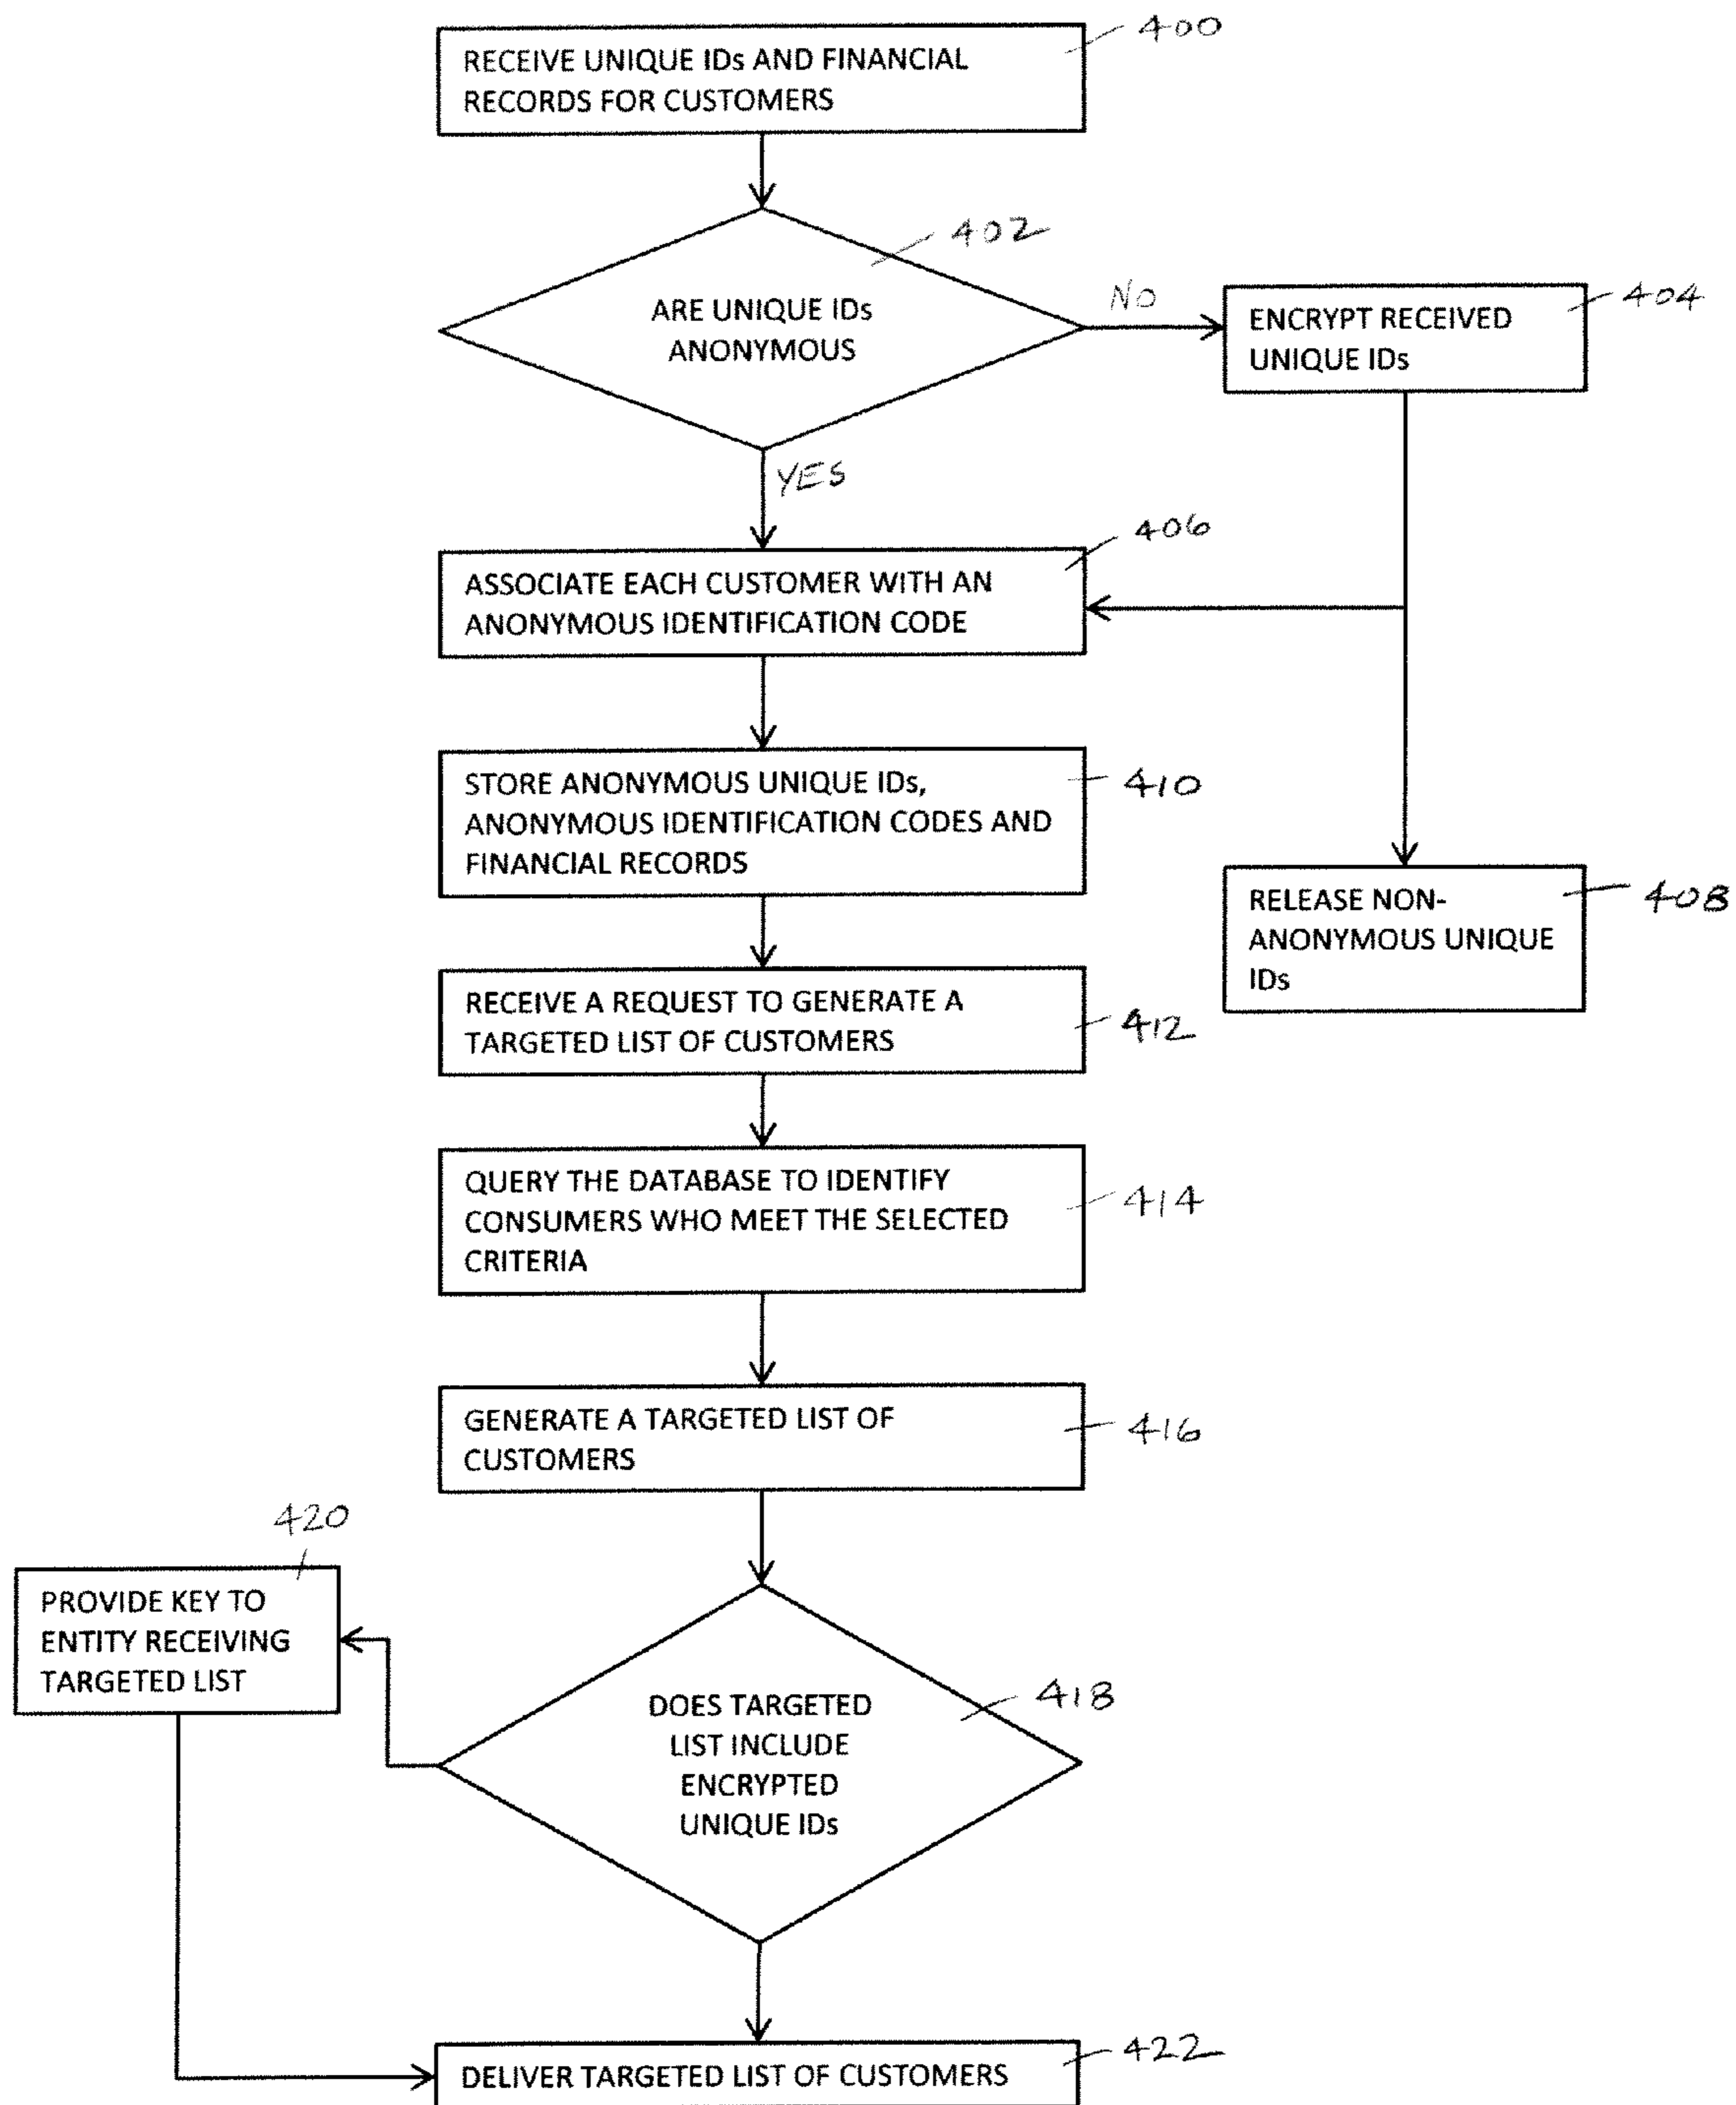 400
RECEIVE UNIQUE IDs AND FINANCIAL
RECORDS FOR CUSTOMERS
402
ARE UNIQUE IDs
ANONYMOUS
NO
404
ENCRYPT RECEIVED
UNIQUE IDs
YES
406
ASSOCIATE EACH CUSTOMER WITH AN
ANONYMOUS IDENTIFICATION CODE
STORE ANONYMOUS UNIQUE IDs,
ANONYMOUS IDENTIFICATION CODES AND
FINANCIAL RECORDS
410
RELEASE NON-
ANONYMOUS UNIQUE
IDs
408
RECEIVE A REQUEST TO GENERATE A
TARGETED LIST OF CUSTOMERS
412
QUERY THE DATABASE TO IDENTIFY
CONSUMERS WHO MEET THE SELECTED
CRITERIA
414
GENERATE A TARGETED LIST OF
CUSTOMERS
416
420
PROVIDE KEY TO
ENTITY RECEIVING
TARGETED LIST
DOES TARGETED
LIST INCLUDE
ENCRYPTED
UNIQUE IDs
418
DELIVER TARGETED LIST OF CUSTOMERS
422